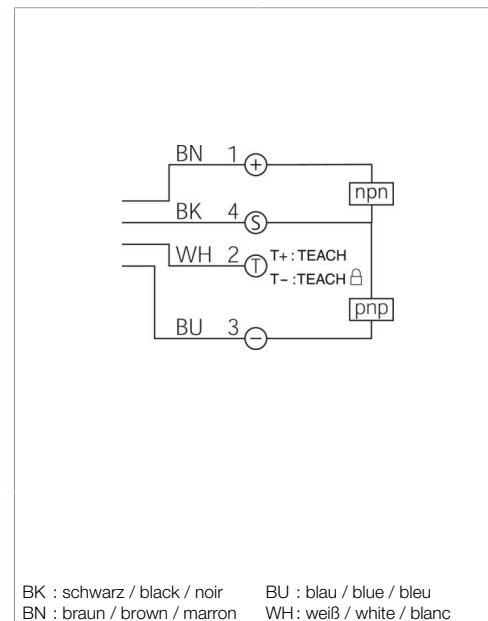 BN 1 +
npn
BK 4 S
WH 2 T T+ : TEACH
T− : TEACH
pnp
BU 3 −
BK : schwarz / black / noir BU : blau / blue / bleu
BN : braun / brown / marron WH : weiß / white / blanc